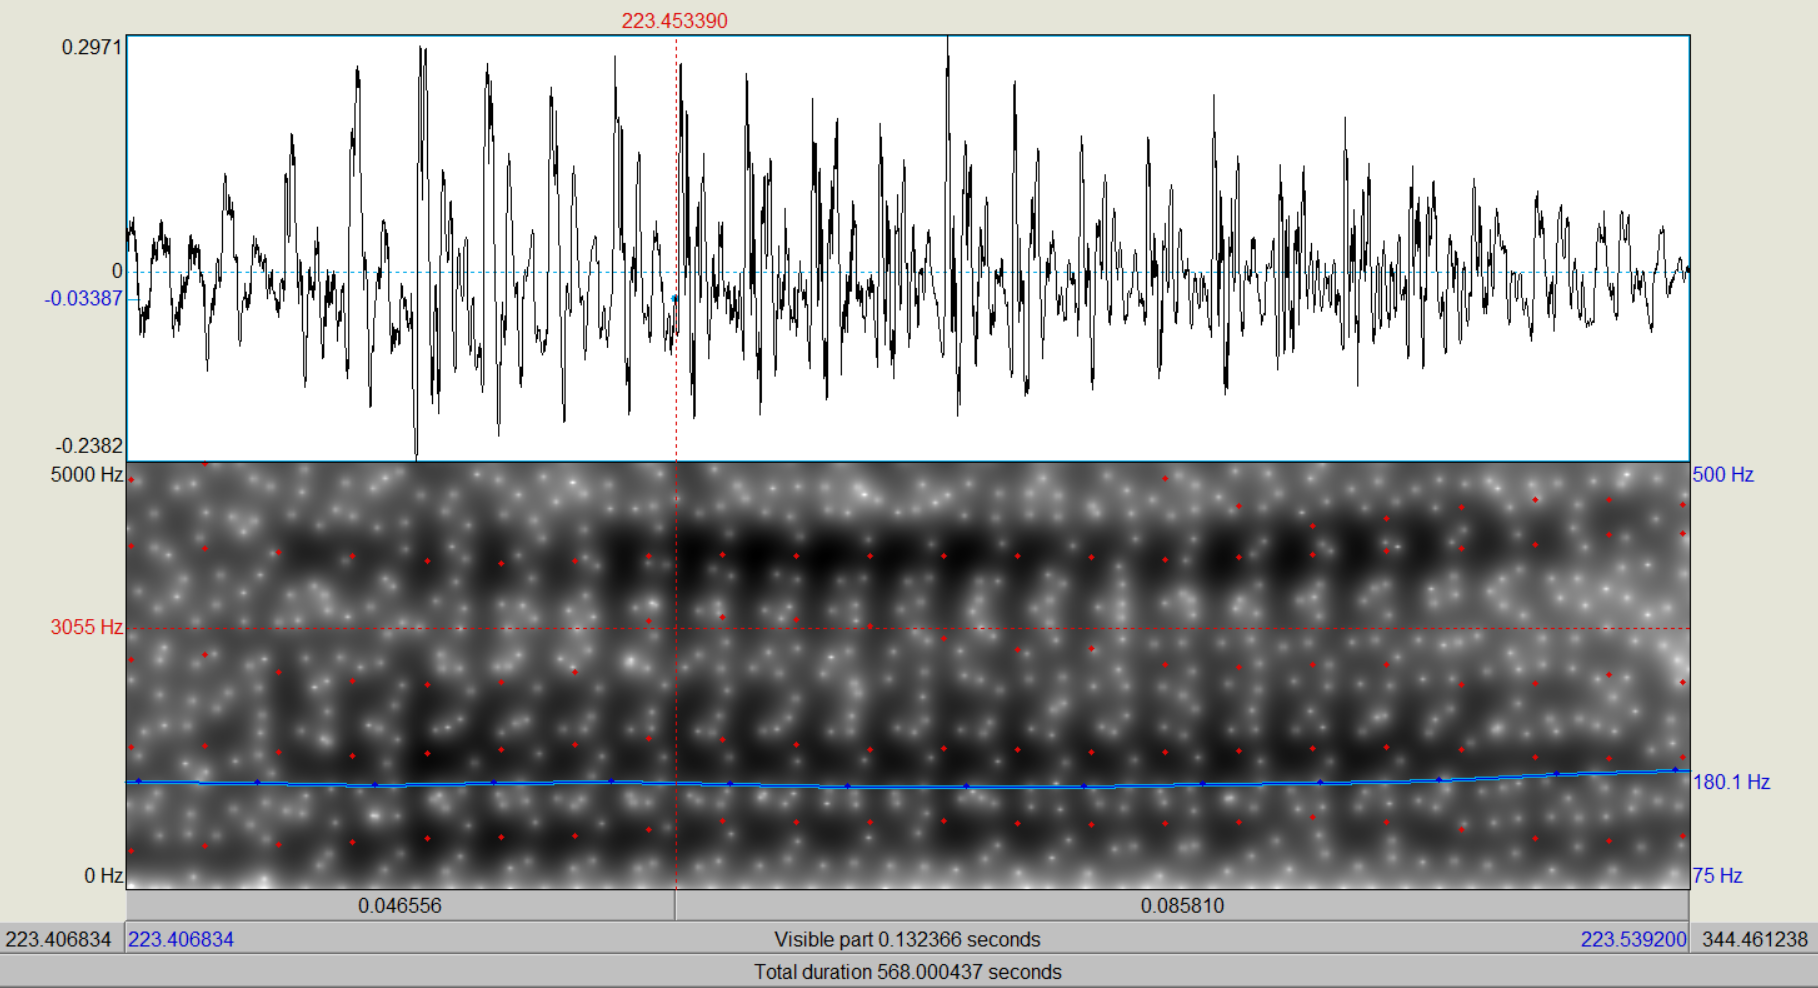 223.453390
0.2971
0
-0.03387
-0.2382
5000 Hz 500 Hz
3055 Hz
180.1 Hz
0 Hz 75 Hz
0.046556 0.085810
223.406834 223.406834 Visible part 0.132366 seconds 223.539200 344.461238
Total duration 568.000437 seconds